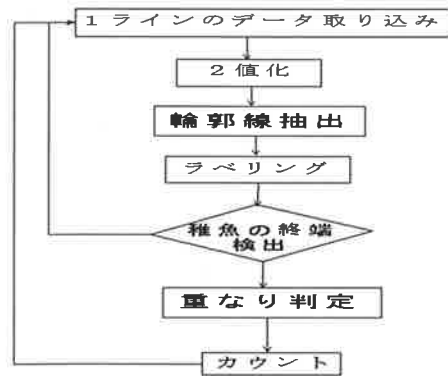 1ラインのデータ取り込み
2値化
輪郭線抽出
ラベリング
稚魚の終端
検出
重なり判定
カウント